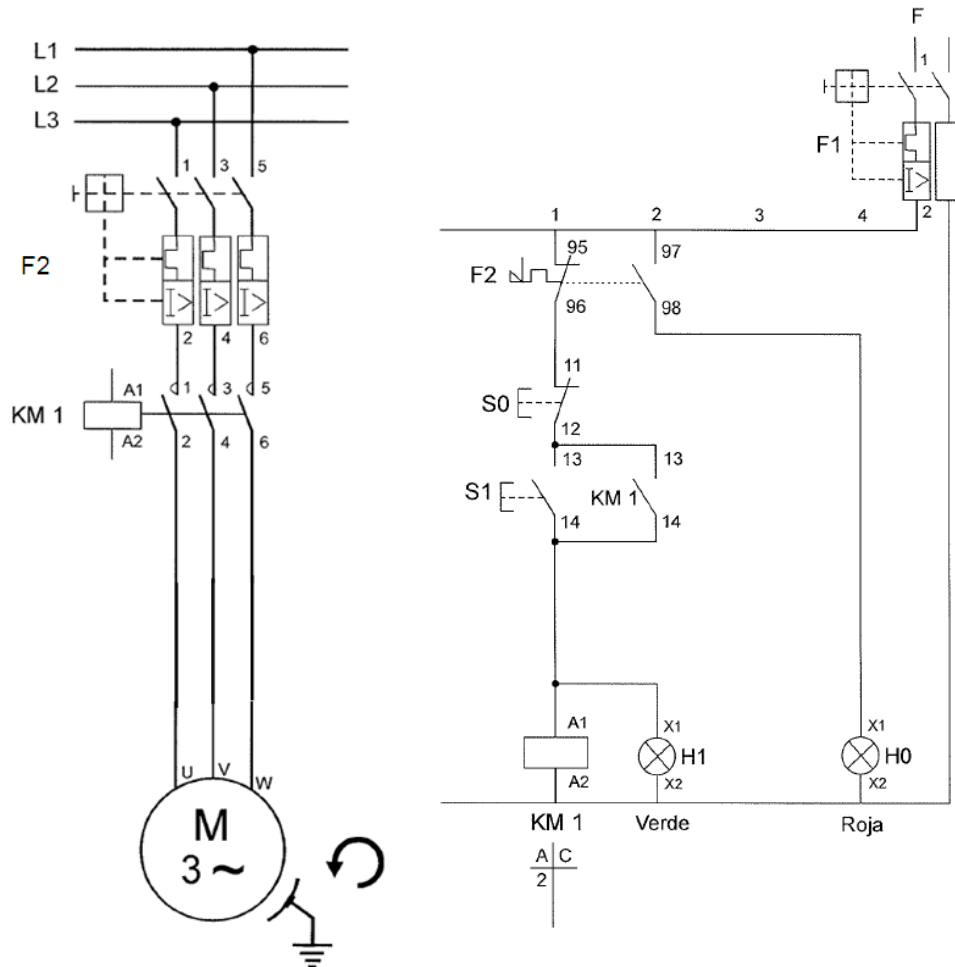 L1
L2
L3
1 3 5
F2
2 4 6
A1 1 3 5
KM 1
A2 2 4 6
U V W
M
3 ~
F
1
F1
2
1 2 3 4
95 97
F2
96 98
11
S0
12
13 13
S1 KM 1
14 14
A1 X1 X1
H1 H0
A2 X2 X2
KM 1 Verde Roja
A C
2